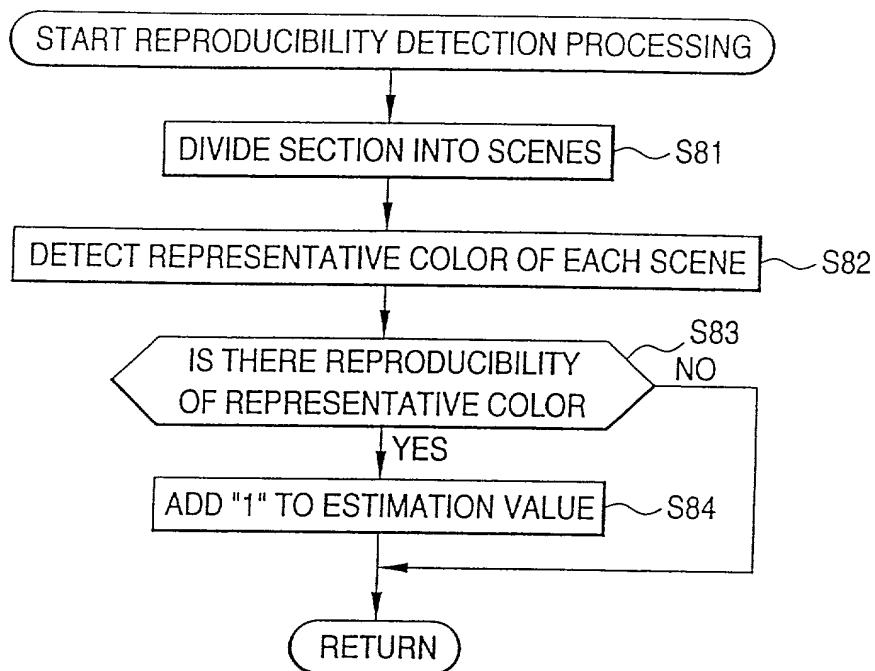 START REPRODUCIBILITY DETECTION PROCESSING
DIVIDE SECTION INTO SCENES
S81
DETECT REPRESENTATIVE COLOR OF EACH SCENE
S82
S83
IS THERE REPRODUCIBILITY
OF REPRESENTATIVE COLOR
NO
YES
ADD "1" TO ESTIMATION VALUE
S84
RETURN